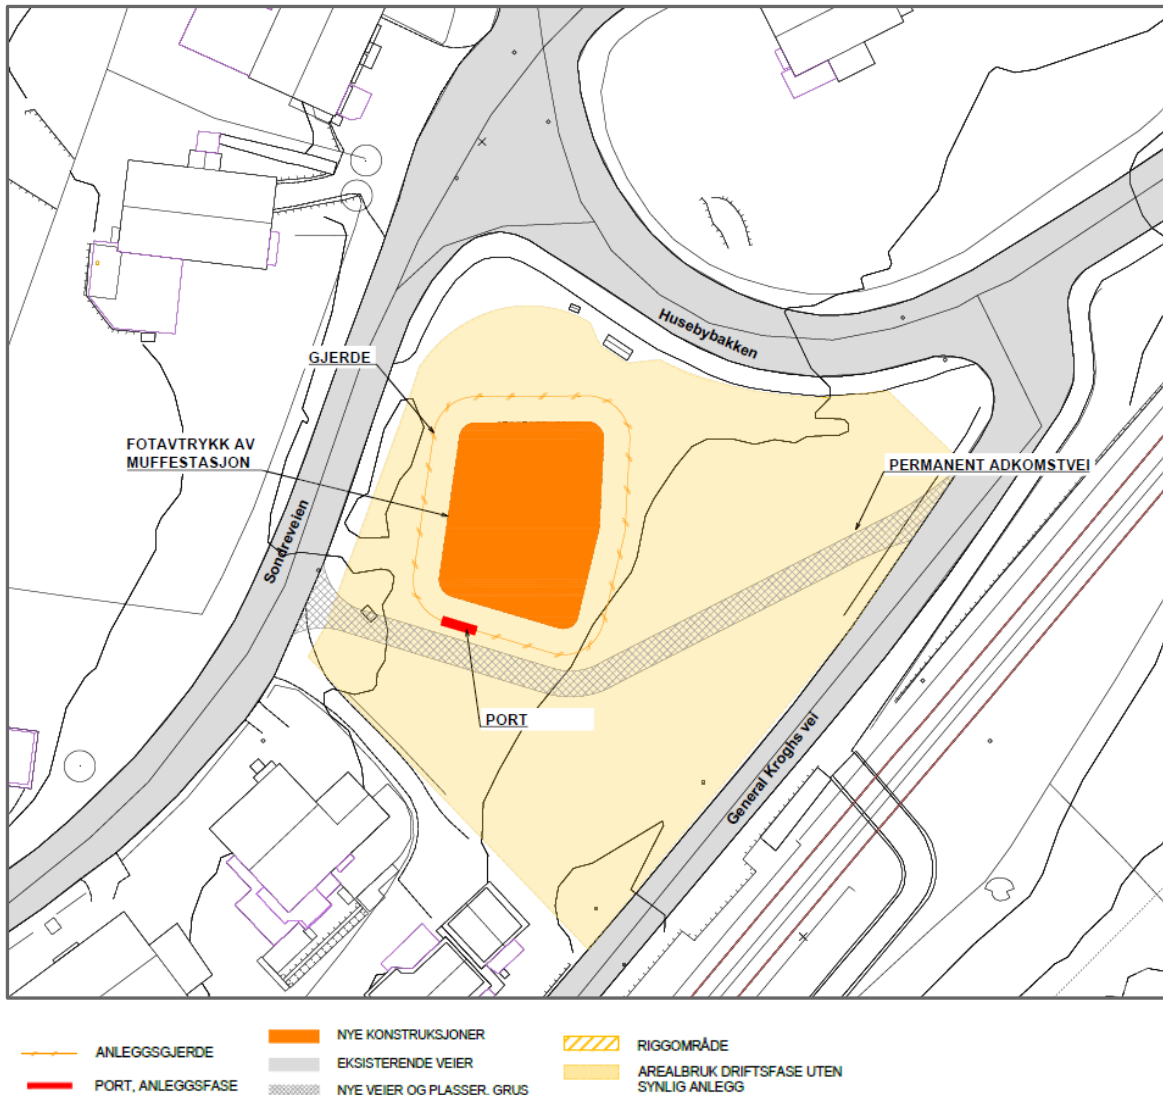 Husebybakken
GJERDE
FOTAVTRYKK AV
MUFFESTASJON
PERMANENT ADKOMSTVEI
Sondreveien
PORT
General Kroghs vei
ANLEGGSGJERDE
PORT, ANLEGGSFASE
NYE KONSTRUKSJONER
EKSISTERENDE VEIER
NYE VEIER OG PLASSER, GRUS
RIGGOMRÅDE
AREALBRUK DRIFTSFASE UTEN
SYNLIG ANLEGG